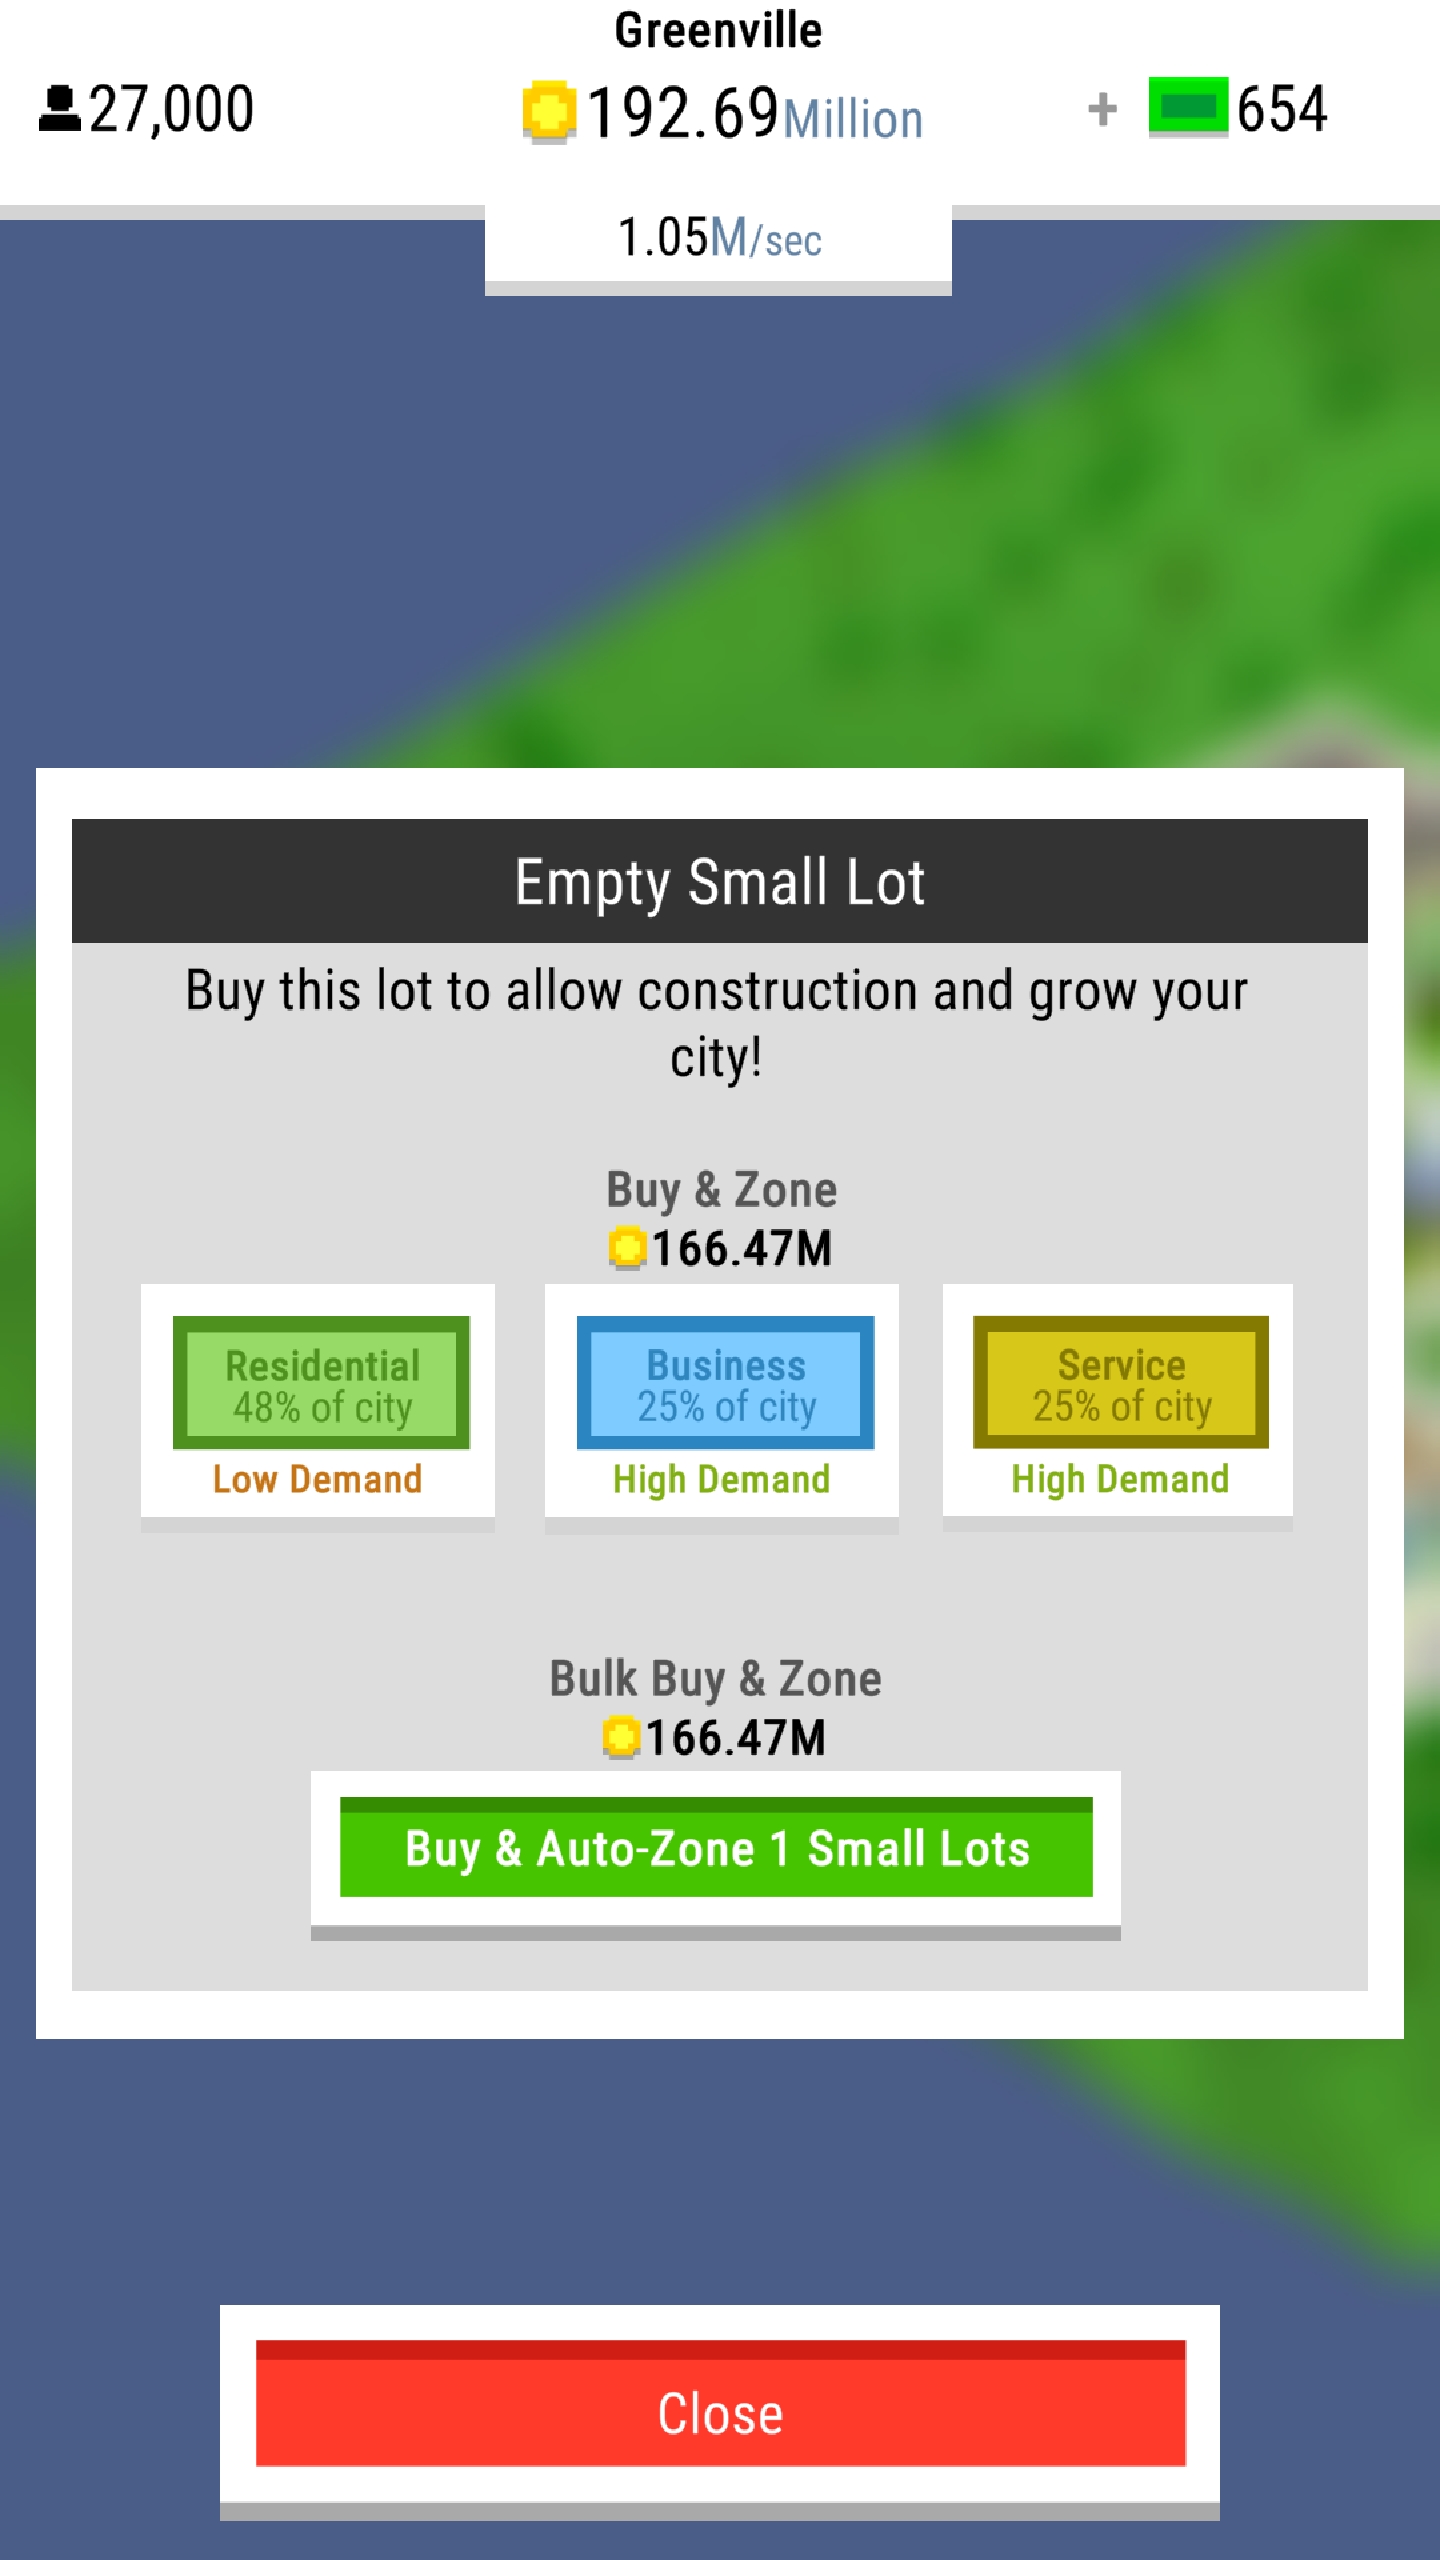 Greenville
27,000
192.69Million
+ 654
1.05M/sec
Empty Small Lot
Buy this lot to allow construction and grow your
city!
Buy & Zone
166.47M
Residential
48% of city
Low Demand
Business
25% of city
High Demand
Service
25% of city
High Demand
Bulk Buy & Zone
166.47M
Buy & Auto-Zone 1 Small Lots
Close